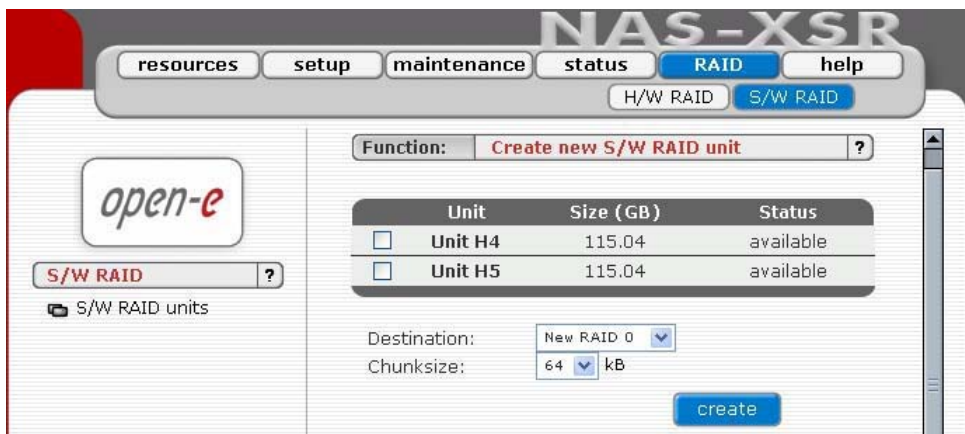 NAS-XSR
resources setup maintenance status RAID help
H/W RAID S/W RAID
open-e
S/W RAID ?
S/W RAID units
Function: Create new S/W RAID unit ?
Unit Size (GB) Status
Unit H4 115.04 available
Unit H5 115.04 available
Destination: New RAID 0
Chunksize: 64 kB
create